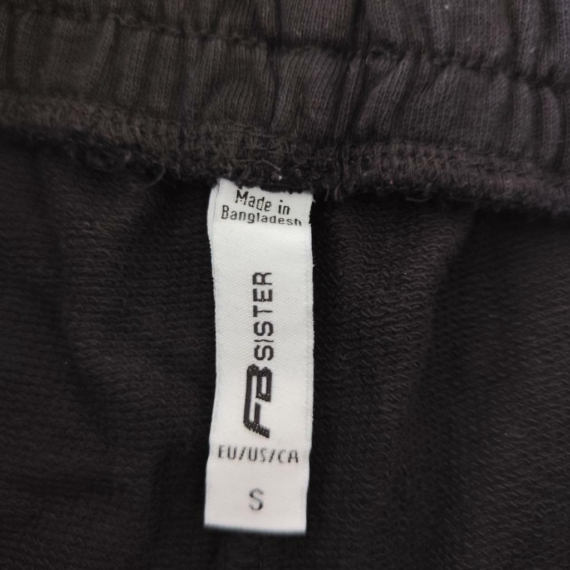 Made in
Bangladesh
FB SISTER
EU/US/CA
S